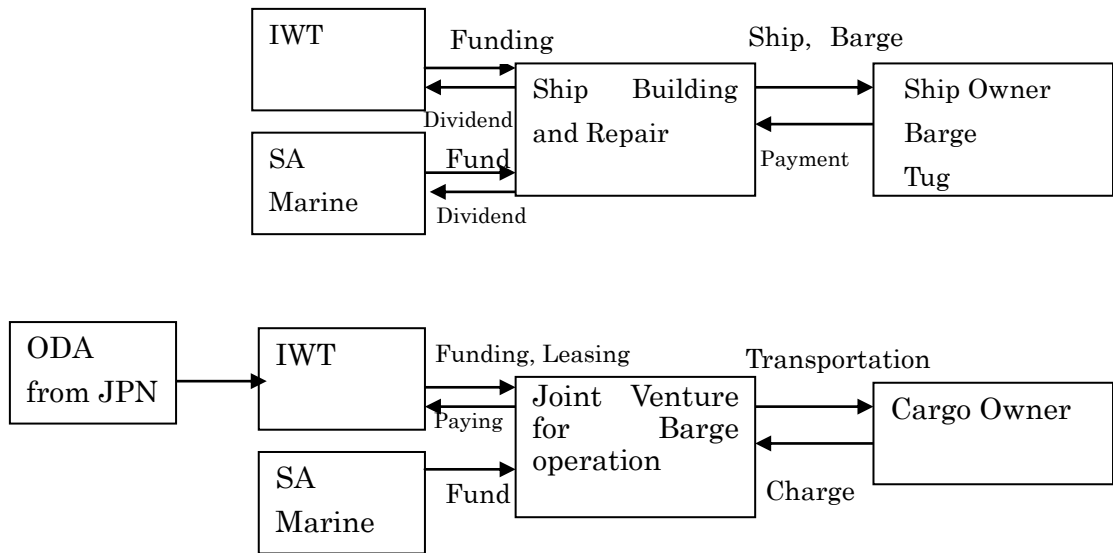 IWT
Funding
Ship, Barge
Ship Building
and Repair
Ship Owner
Barge
Tug
Dividend
Payment
SA
Marine
Fund
Dividend
ODA
from JPN
IWT
Funding, Leasing
Transportation
Joint Venture
for Barge
operation
Cargo Owner
Paying
SA
Marine
Fund
Charge